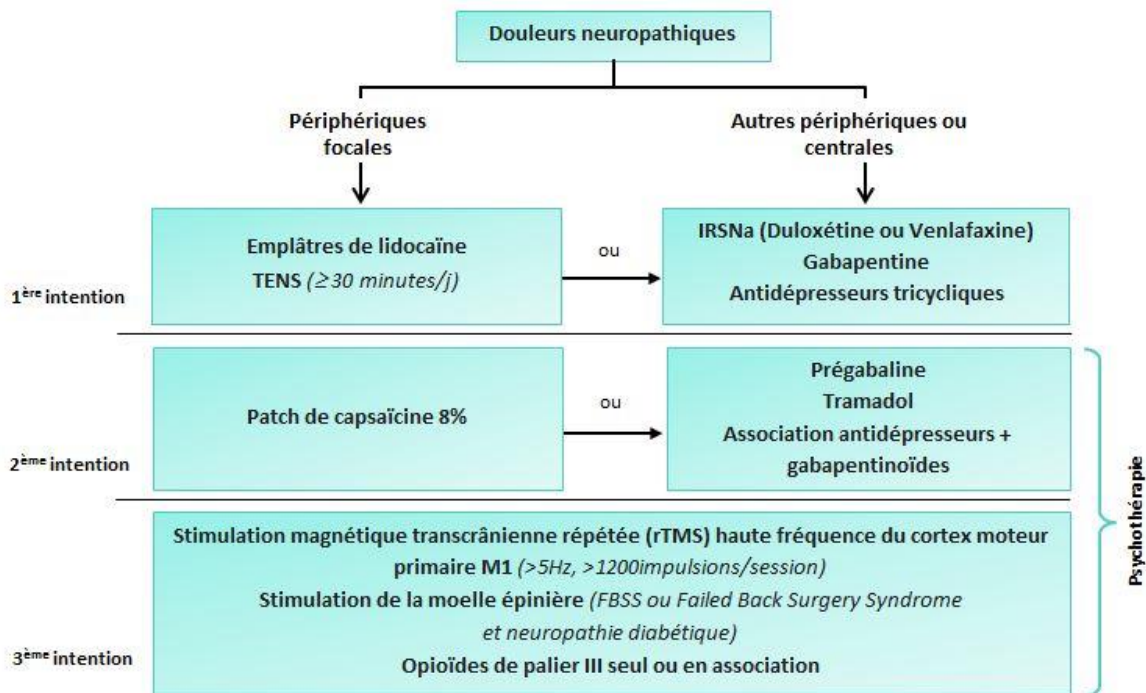 Douleurs neuropathiques
Périphériques
focales
Autres périphériques ou
centrales
1ère intention
Emplâtres de lidocaïne
TENS (≥30 minutes/j)
ou
IRSNa (Duloxétine ou Venlafaxine)
Gabapentine
Antidépresseurs tricycliques
2ème intention
Patch de capsaïcine 8%
ou
Prégabaline
Tramadol
Association antidépresseurs +
gabapentinoïdes
3ème intention
Stimulation magnétique transcrânienne répétée (rTMS) haute fréquence du cortex moteur
primaire M1 (>5Hz, >1200impulsions/session)
Stimulation de la moelle épinière (FBSS ou Failed Back Surgery Syndrome
et neuropathie diabétique)
Opioïdes de palier III seul ou en association
Psychothérapie